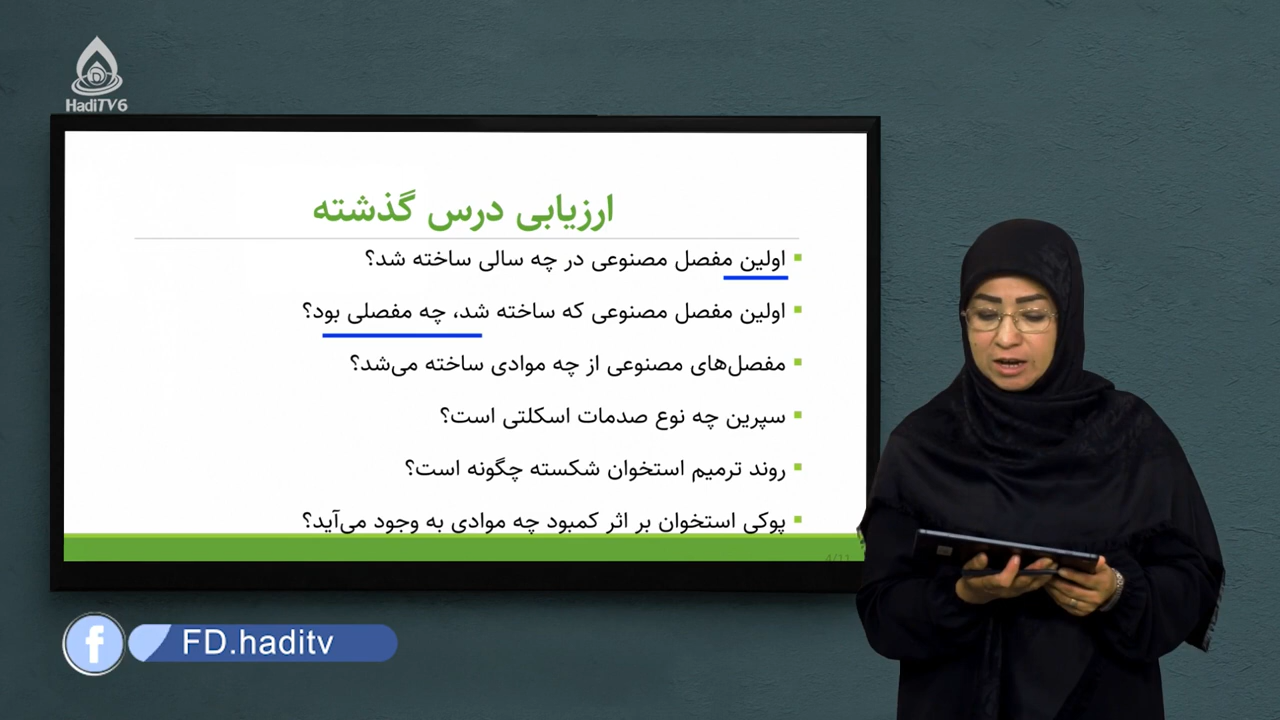 HadiTV6
ارزیابی درس گذشته
اولین مفصل مصنوعی در چه سالی ساخته شد؟
اولین مفصل مصنوعی که ساخته شد، چه مفصلی بود؟
مفصل‌های مصنوعی از چه موادی ساخته می‌شد؟
سپرین چه نوع صدمات اسکلتی است؟
روند ترمیم استخوان شکسته چگونه است؟
پوکی استخوان بر اثر کمبود چه موادی به وجود می‌آید؟
4/11
f FD.haditv